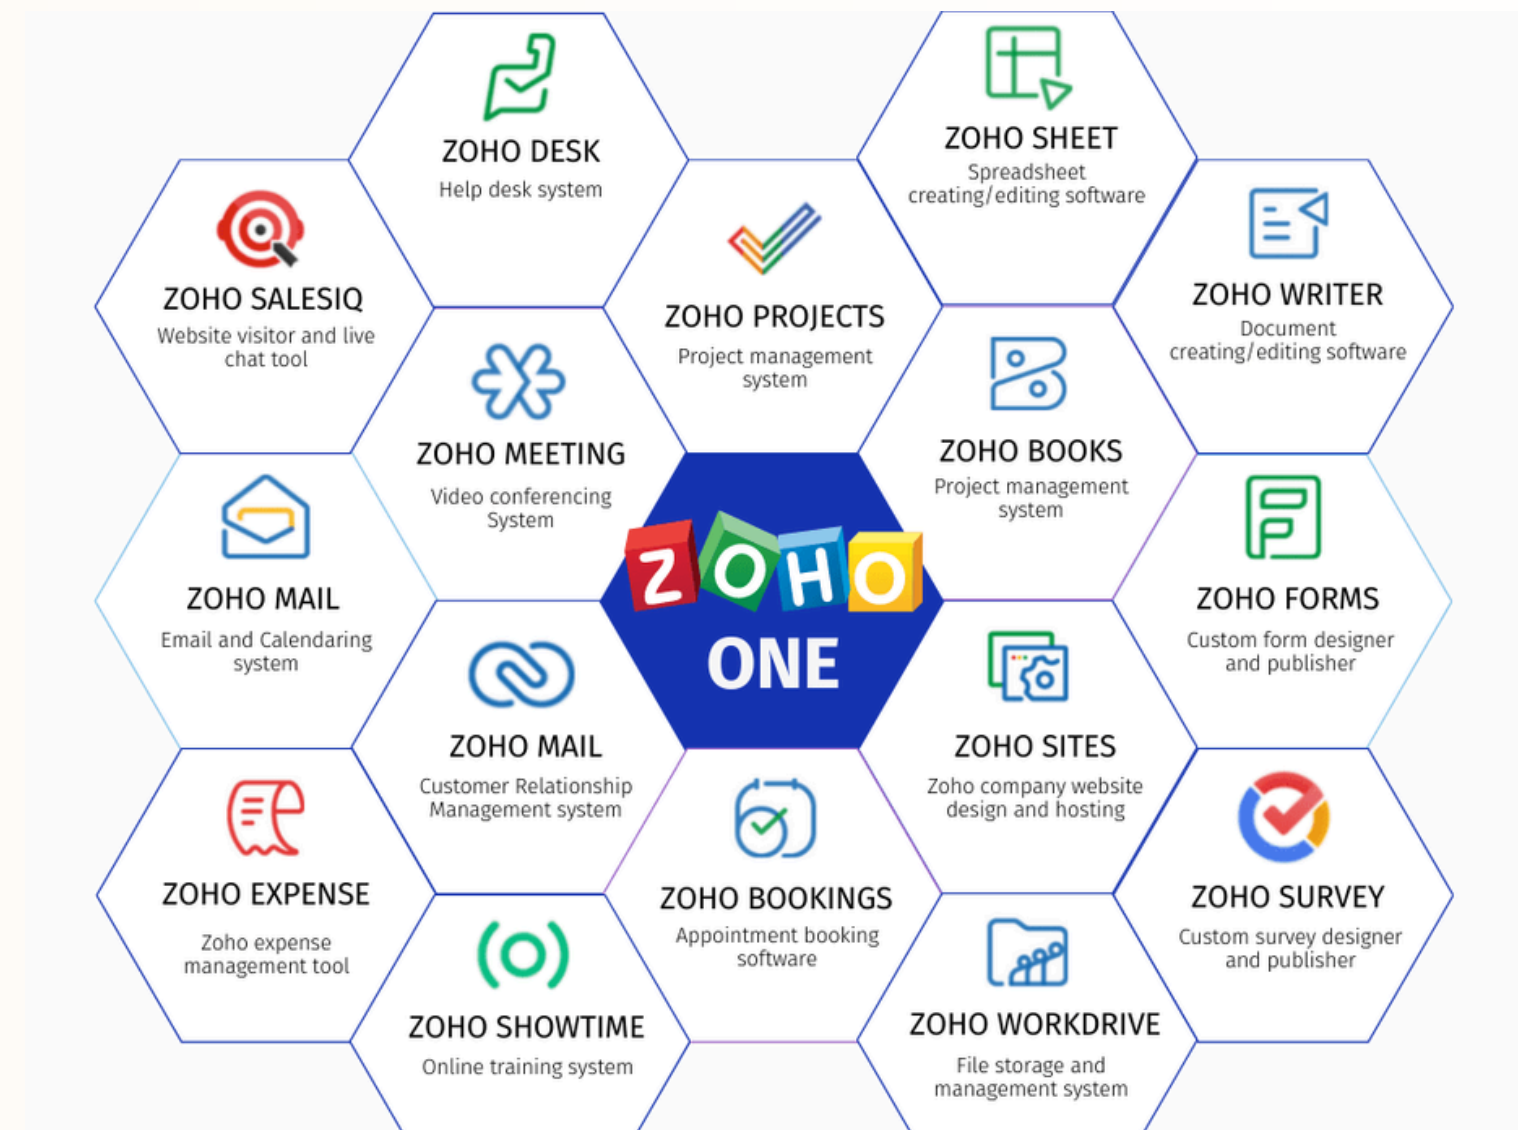 ZOHO DESK
Help desk system
ZOHO SHEET
Spreadsheet
creating/editing software
ZOHO SALESIQ
Website visitor and live
chat tool
ZOHO PROJECTS
Project management
system
ZOHO WRITER
Document
creating/editing software
ZOHO MEETING
Video conferencing
System
ZOHO BOOKS
Project management
system
ZOHO
ONE
ZOHO MAIL
Email and Calendaring
system
ZOHO FORMS
Custom form designer
and publisher
ZOHO MAIL
Customer Relationship
Management system
ZOHO SITES
Zoho company website
design and hosting
ZOHO EXPENSE
Zoho expense
management tool
ZOHO BOOKINGS
Appointment booking
software
ZOHO SURVEY
Custom survey designer
and publisher
ZOHO SHOWTIME
Online training system
ZOHO WORKDRIVE
File storage and
management system